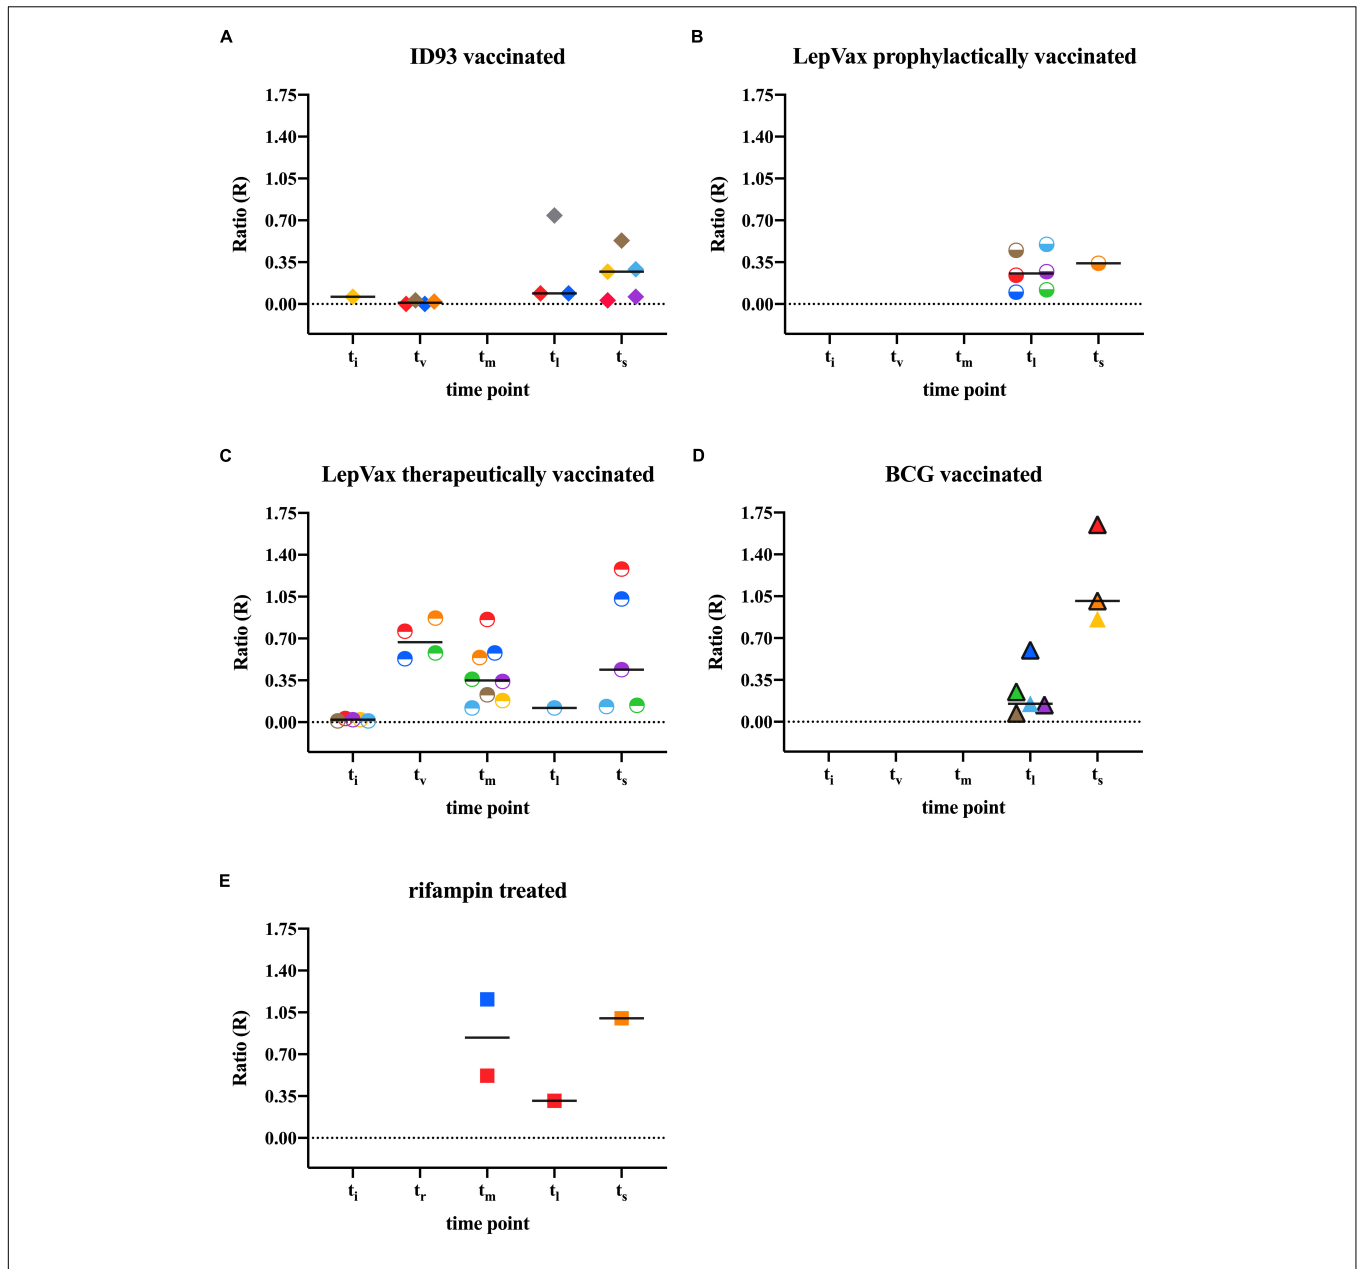 A
ID93 vaccinated
1.75
1.40
1.05
0.70
0.35
0.00
Ratio (R)
ti tv tm tl ts
time point
B
LepVax prophylactically vaccinated
1.75
1.40
1.05
0.70
0.35
0.00
Ratio (R)
ti tv tm tl ts
time point
C
LepVax therapeutically vaccinated
1.75
1.40
1.05
0.70
0.35
0.00
Ratio (R)
ti tv tm tl ts
time point
D
BCG vaccinated
1.75
1.40
1.05
0.70
0.35
0.00
Ratio (R)
ti tv tm tl ts
time point
E
rifampin treated
1.75
1.40
1.05
0.70
0.35
0.00
Ratio (R)
ti tr tm tl ts
time point